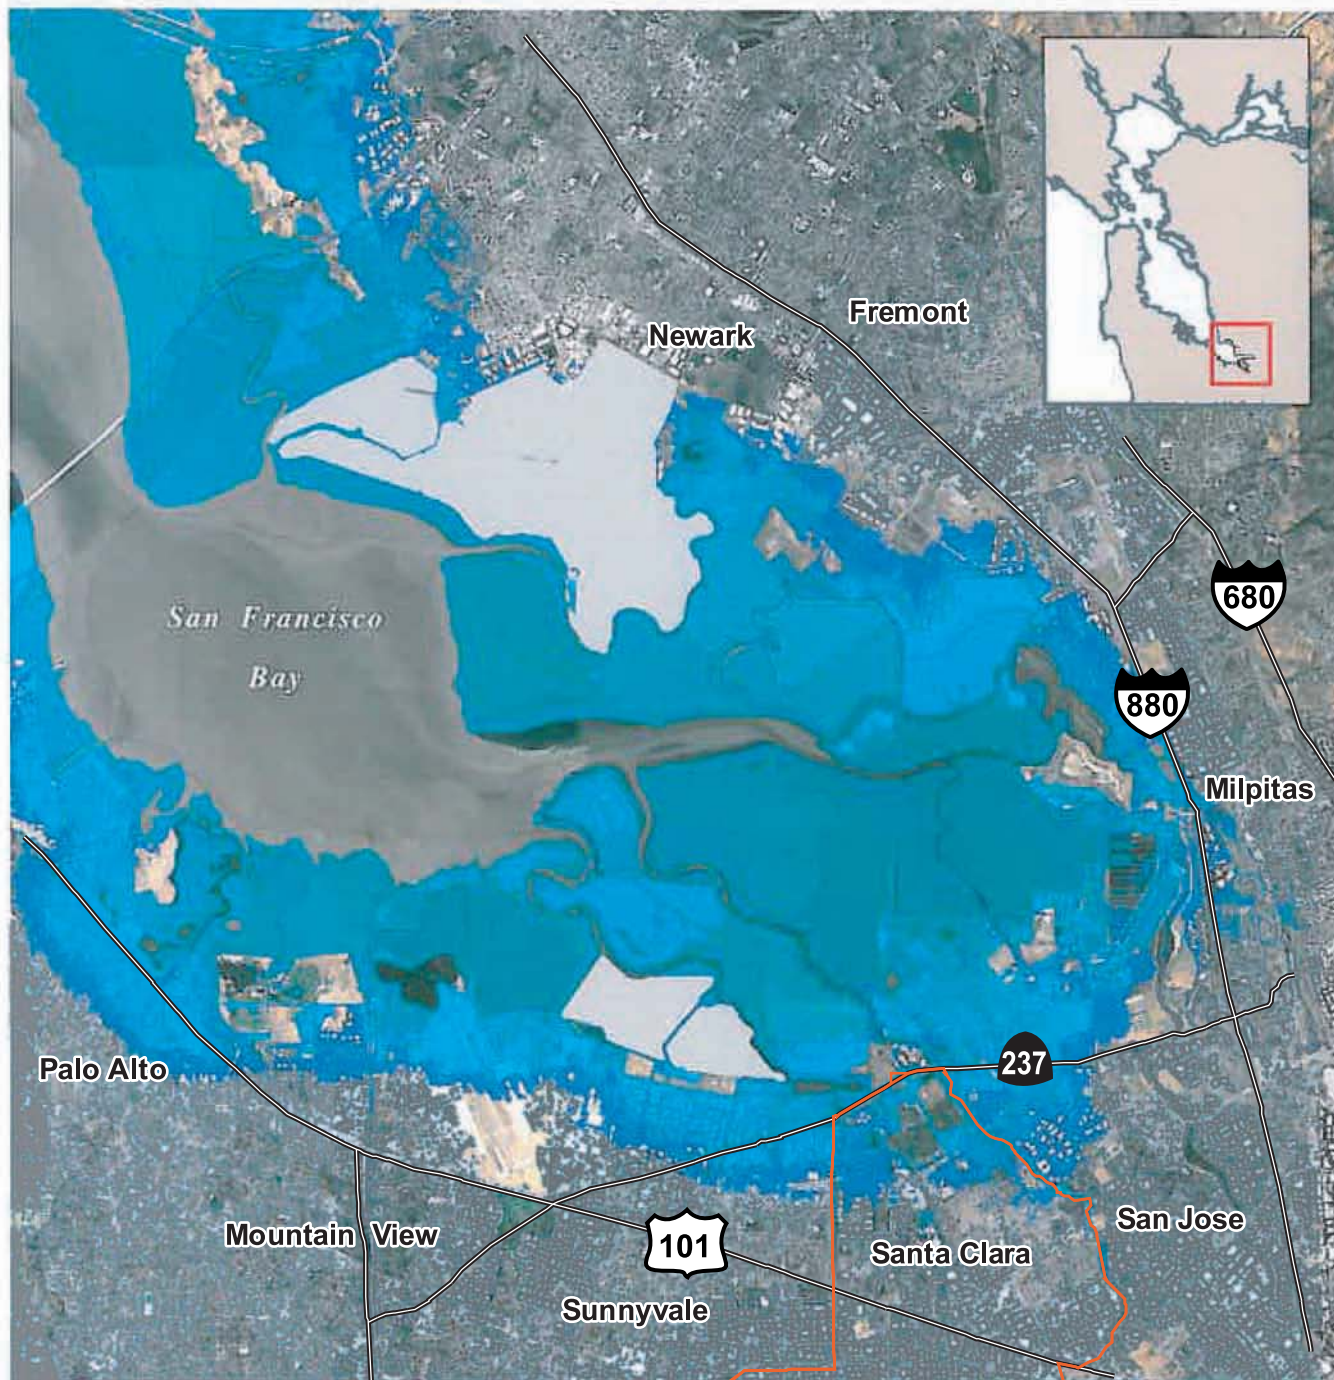 Fremont
Newark
680
San Francisco
Bay
880
Milpitas
237
Palo Alto
San Jose
Mountain View
101
Santa Clara
Sunnyvale